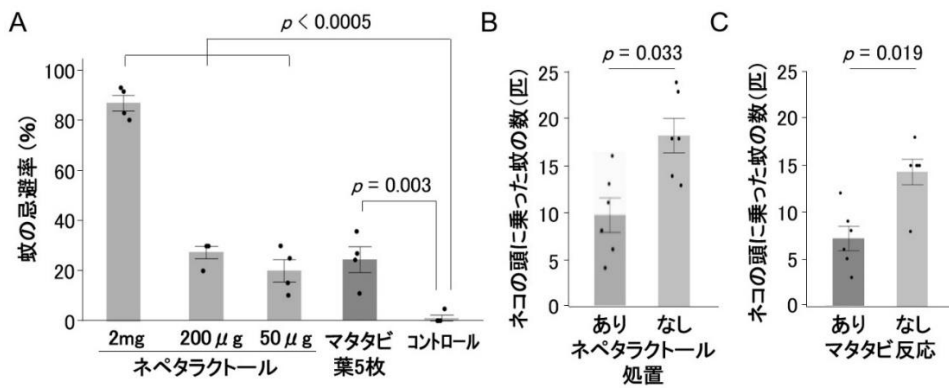 A
p < 0.0005
蚊の忌避率 (%)
100
80
60
40
20
0
p = 0.003
2mg
200μg
50μg
マタタビ
葉5枚
コントロール
ネペタラクトール
B
p = 0.033
ネコの頭に乗った蚊の数(匹)
25
20
15
10
5
0
あり
なし
ネペタラクトール
処置
C
p = 0.019
ネコの頭に乗った蚊の数(匹)
25
20
15
10
5
0
あり
なし
マタタビ反応